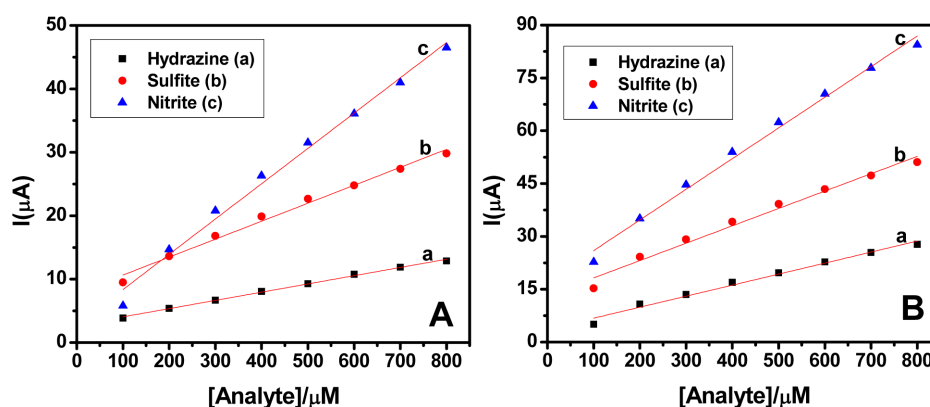 50
40
30
20
10
0
I(µA)
Hydrazine (a)
Sulfite (b)
Nitrite (c)
c
b
a
A
0 100 200 300 400 500 600 700 800
[Analyte]/µM
90
75
60
45
30
15
0
I(µA)
Hydrazine (a)
Sulfite (b)
Nitrite (c)
c
b
a
B
0 100 200 300 400 500 600 700 800
[Analyte]/µM